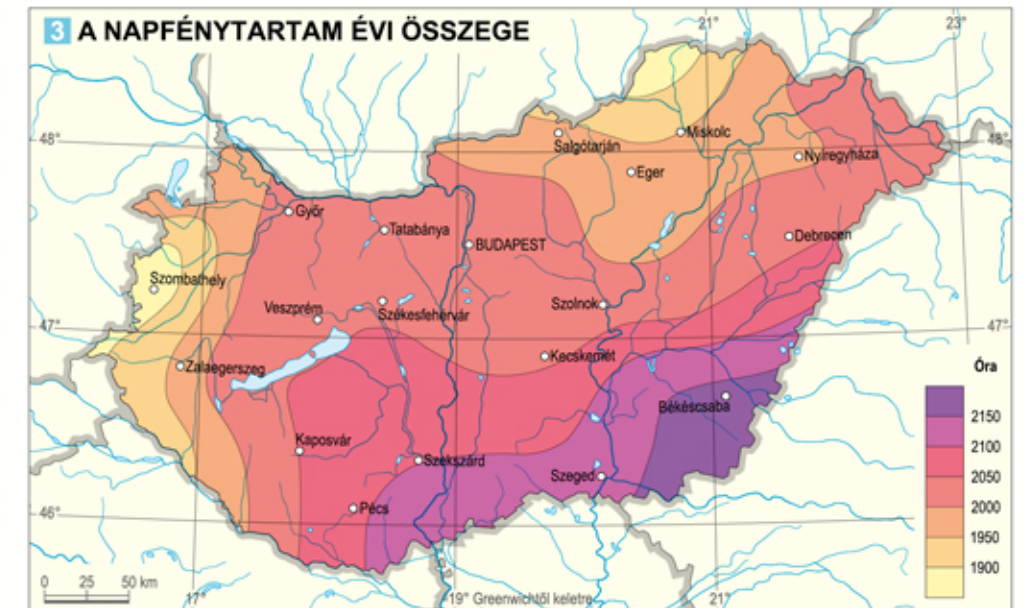 3 A NAPFÉNYTARTAM ÉVI ÖSSZEGE
21°
23°
48°
48°
Miskolc
Salgótarján
Nyíregyháza
Eger
Győr
Tatabánya
BUDAPEST
Debrecen
Szombathely
Veszprém
Székesfehérvár
Szolnok
47°
47°
Kecskemét
Zalaegerszeg
Óra
Békéscsaba
2150
Kaposvár
2100
Szekszárd
Szeged
2050
Pécs
2000
46°
1950
1900
0 25 50 km
17°
19° Greenwichtől keletre
21°